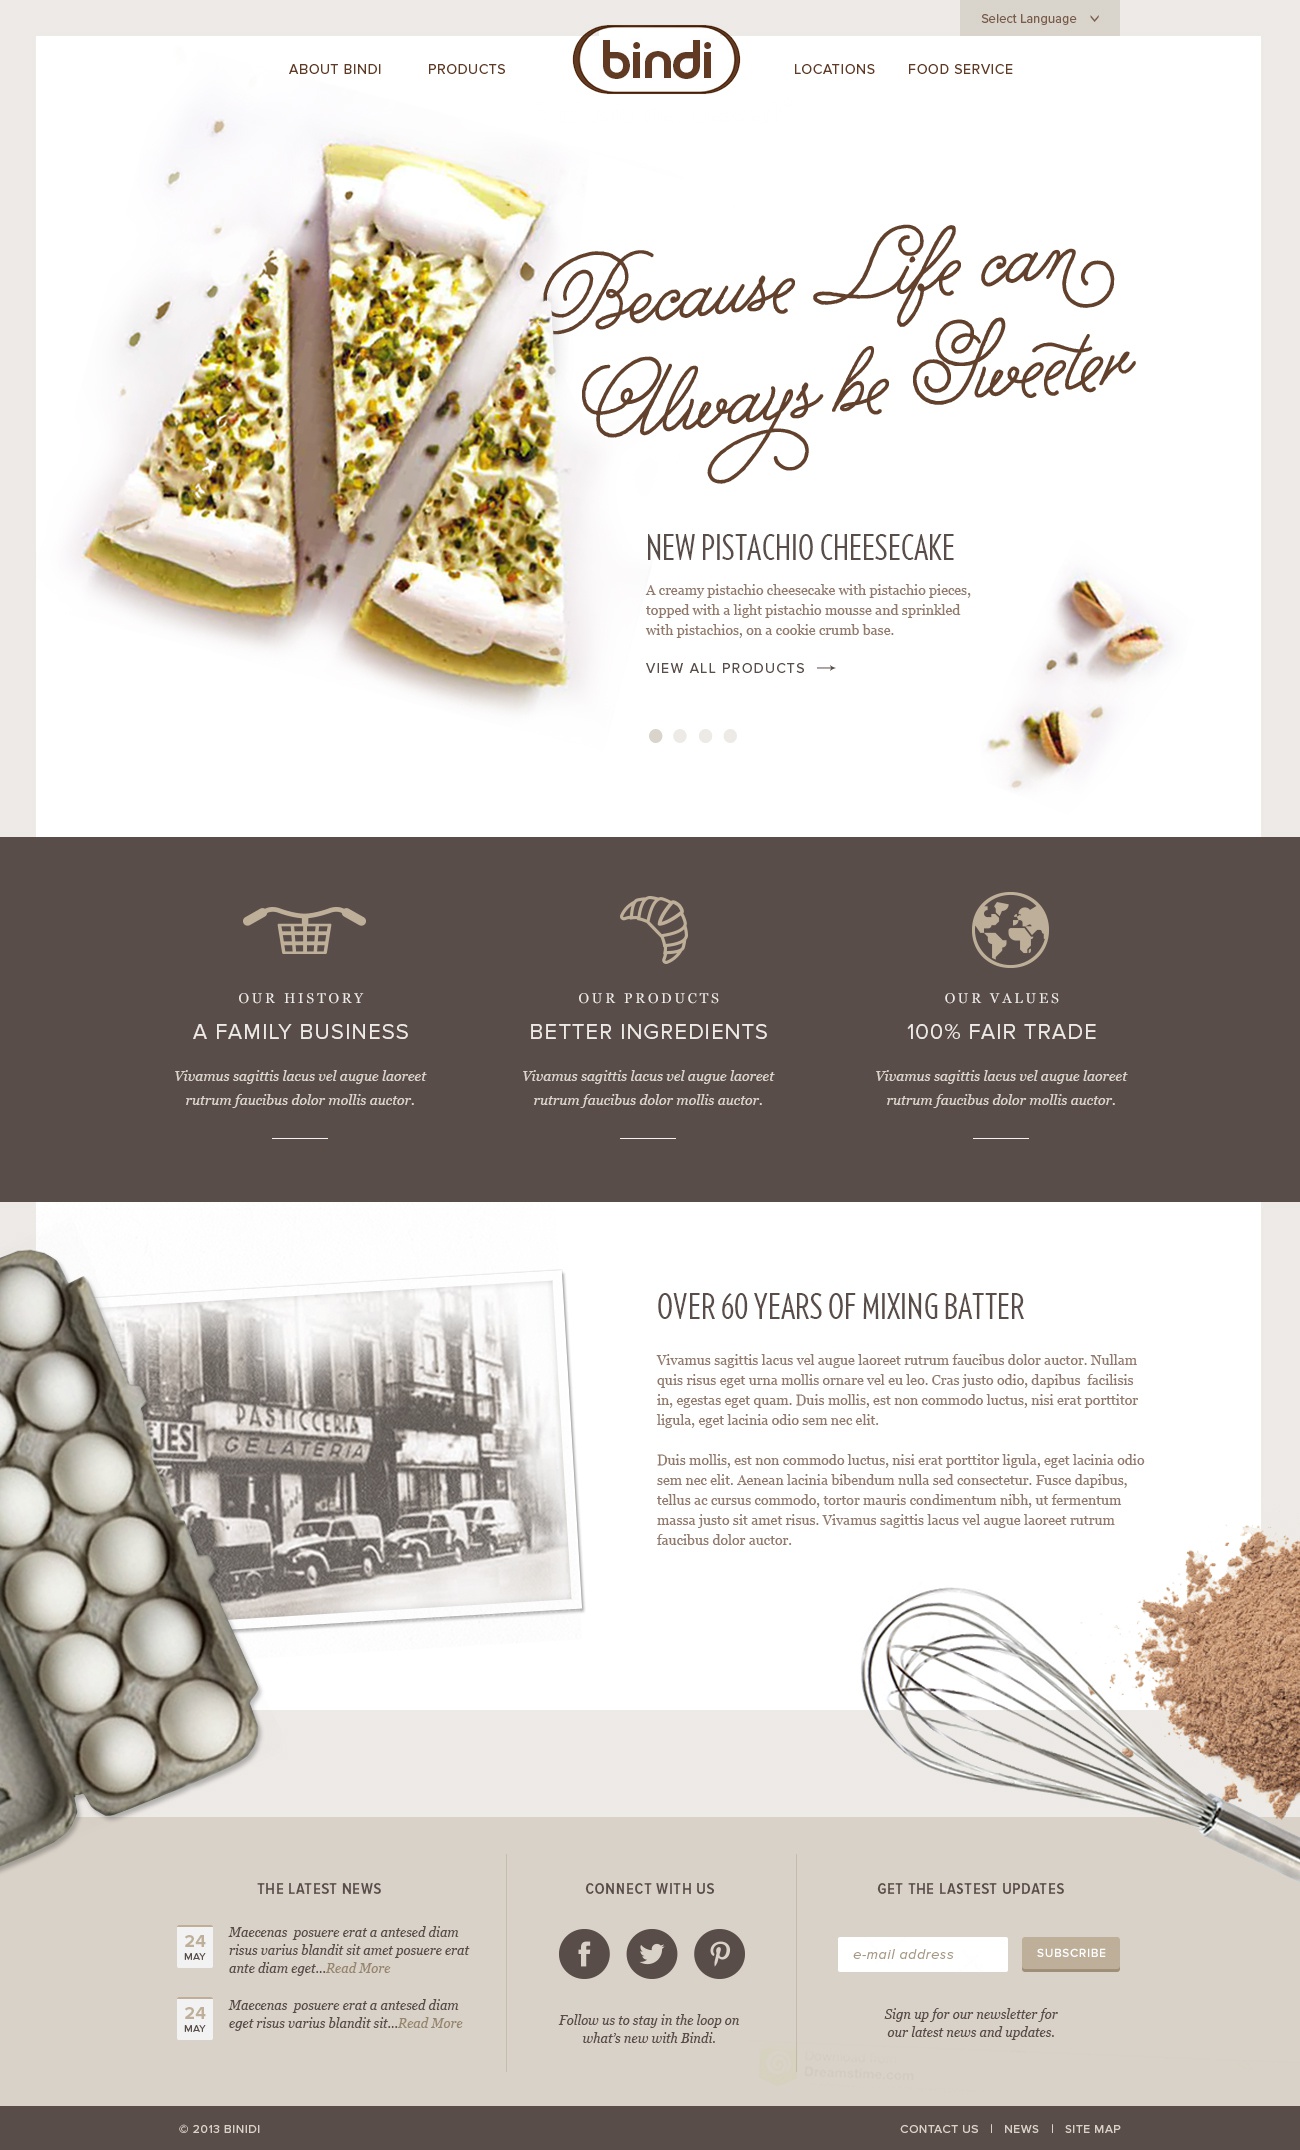 Select Language
ABOUT BINDI
PRODUCTS
bindi
LOCATIONS
FOOD SERVICE
Because Life can
Always be Sweeter
NEW PISTACHIO CHEESECAKE
A creamy pistachio cheesecake with pistachio pieces,
topped with a light pistachio mousse and sprinkled
with pistachios, on a cookie crumb base.
VIEW ALL PRODUCTS
OUR HISTORY
A FAMILY BUSINESS
Vivamus sagittis lacus vel augue laoreet
rutrum faucibus dolor mollis auctor.
OUR PRODUCTS
BETTER INGREDIENTS
Vivamus sagittis lacus vel augue laoreet
rutrum faucibus dolor mollis auctor.
OUR VALUES
100% FAIR TRADE
Vivamus sagittis lacus vel augue laoreet
rutrum faucibus dolor mollis auctor.
PASTICCERIA
JESI
GELATERIA
OVER 60 YEARS OF MIXING BATTER
Vivamus sagittis lacus vel augue laoreet rutrum faucibus dolor auctor. Nullam
quis risus eget urna mollis ornare vel eu leo. Cras justo odio, dapibus  facilisis
in, egestas eget quam. Duis mollis, est non commodo luctus, nisi erat porttitor
ligula, eget lacinia odio sem nec elit.
Duis mollis, est non commodo luctus, nisi erat porttitor ligula, eget lacinia odio
sem nec elit. Aenean lacinia bibendum nulla sed consectetur. Fusce dapibus,
tellus ac cursus commodo, tortor mauris condimentum nibh, ut fermentum
massa justo sit amet risus. Vivamus sagittis lacus vel augue laoreet rutrum
faucibus dolor auctor.
THE LATEST NEWS
24
MAY
Maecenas  posuere erat a antesed diam
risus varius blandit sit amet posuere erat
ante diam eget...Read More
24
MAY
Maecenas  posuere erat a antesed diam
eget risus varius blandit sit...Read More
CONNECT WITH US
Follow us to stay in the loop on
what's new with Bindi.
GET THE LASTEST UPDATES
e-mail address
SUBSCRIBE
Sign up for our newsletter for
our latest news and updates.
Dreamstime.com
© 2013 BINIDI
CONTACT US | NEWS | SITE MAP